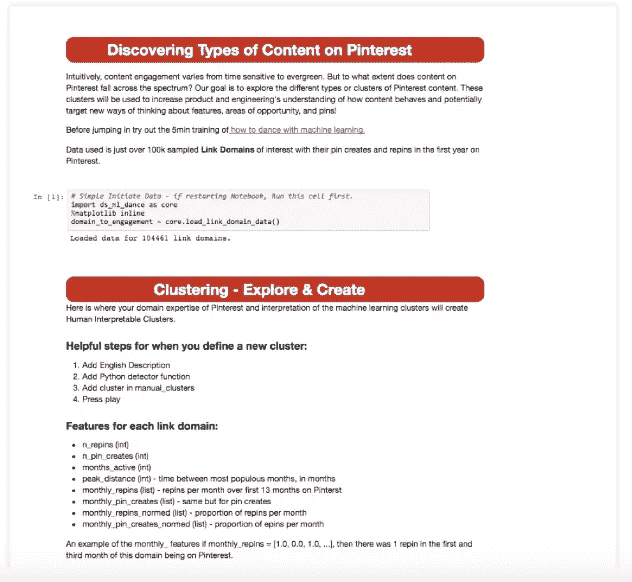 Discovering Types of Content on Pinterest
Intuitively, content engagement varies from time sensitive to evergreen. But to what extent does content on
Pinterest fall across the spectrum? Our goal is to explore the different types or clusters of Pinterest content. These
clusters will be used to increase product and engineering's understanding of how content behaves and potentially
target new ways of thinking about features, areas of opportunity, and pins!
Before jumping in try out the 5min training of how to dance with machine learning.
Data used is just over 100k sampled Link Domains of interest with their pin creates and repins in the first year on
Pinterest.
In [1]: # Simple Initiate Data - if restarting Notebook, Run this cell first.
import ds_ml_dance as core
%matplotlib inline
domain_to_engagement = core.load_link_domain_data()
Loaded data for 104461 link domains.
Clustering - Explore & Create
Here is where your domain expertise of Pinterest and interpretation of the machine learning clusters will create
Human Interpretable Clusters.
Helpful steps for when you define a new cluster:
1. Add English Description
2. Add Python detector function
3. Add cluster in manual_clusters
4. Press play
Features for each link domain:
• n_repins (int)
• n_pin_creates (int)
• months_active (int)
• peak_distance (int) - time between most populous months, in months
• monthly_repins (list) - repins per month over first 13 months on Pinterst
• monthly_pin_creates (list) - same but for pin creates
• monthly_repins_normed (list) - proportion of repins per month
• monthly_pin_creates_normed (list) - proportion of epins per month
An example of the monthly_ features if monthly_repins = [1.0, 0.0, 1.0, ...], then there was 1 repin in the first and
third month of this domain being on Pinterest.